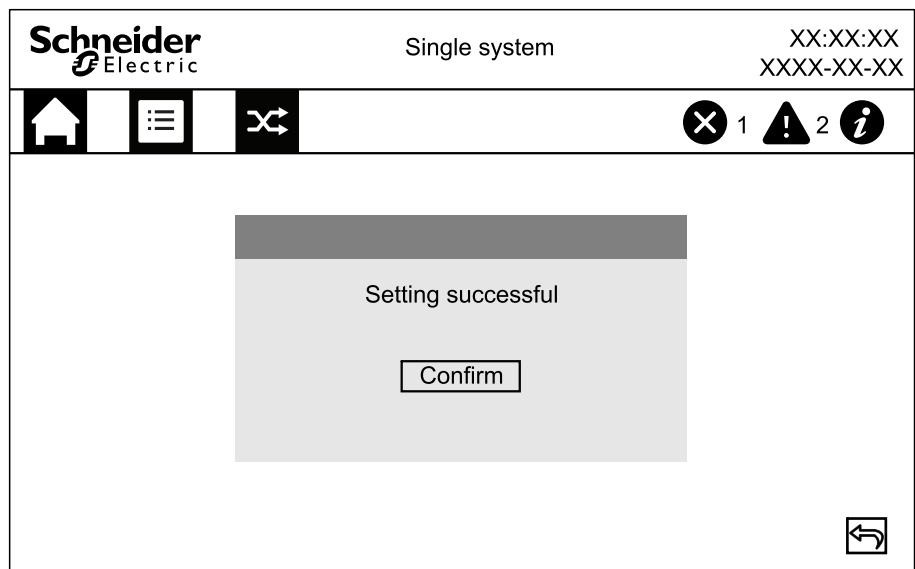 Schneider
Electric
Single system
XX:XX:XX
XXXX-XX-XX
1
2
Setting successful
Confirm